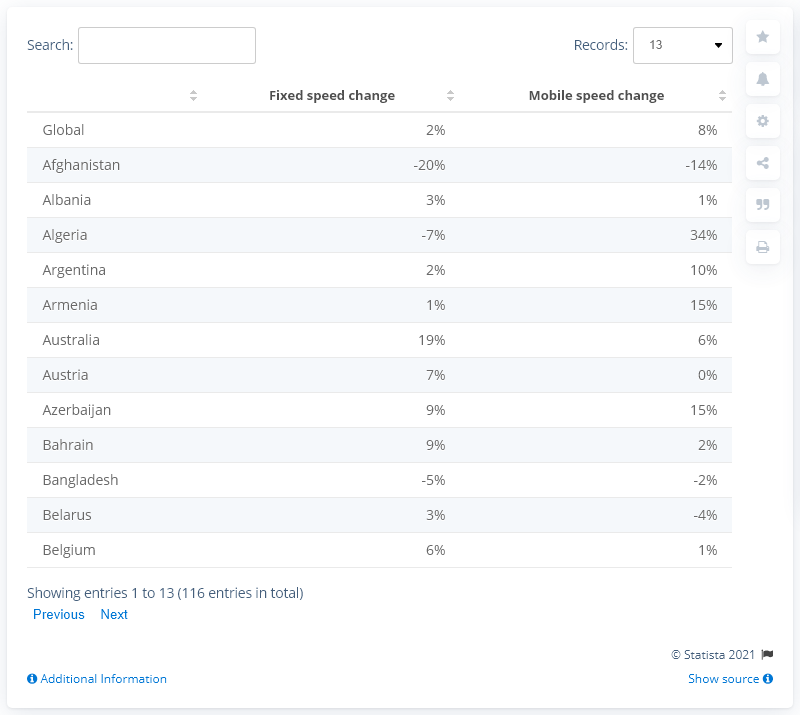 Search: Records: 13
Fixed speed change Mobile speed change
Global 2% 8%
Afghanistan -20% -14%
Albania 3% 1%
Algeria -7% 34%
Argentina 2% 10%
Armenia 1% 15%
Australia 19% 6%
Austria 7% 0%
Azerbaijan 9% 15%
Bahrain 9% 2%
Bangladesh -5% -2%
Belarus 3% -4%
Belgium 6% 1%
Showing entries 1 to 13 (116 entries in total)
Previous Next
© Statista 2021
Additional Information Show source